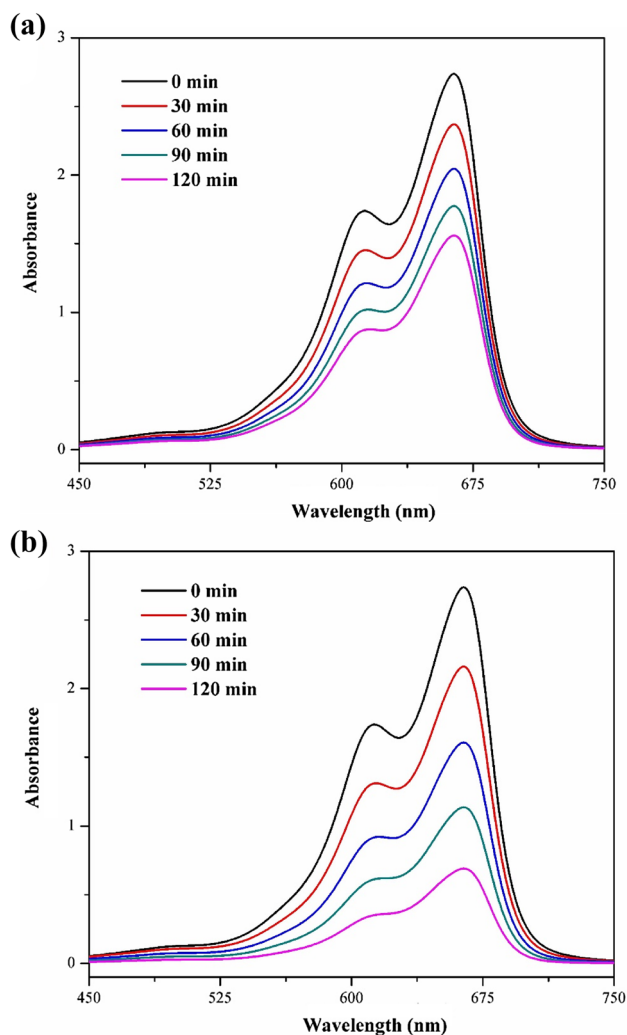 (a)
3
2
1
0
Absorbance
0 min
30 min
60 min
90 min
120 min
450 525 600 675 750
Wavelength (nm)
(b)
3
2
1
0
Absorbance
0 min
30 min
60 min
90 min
120 min
450 525 600 675 750
Wavelength (nm)